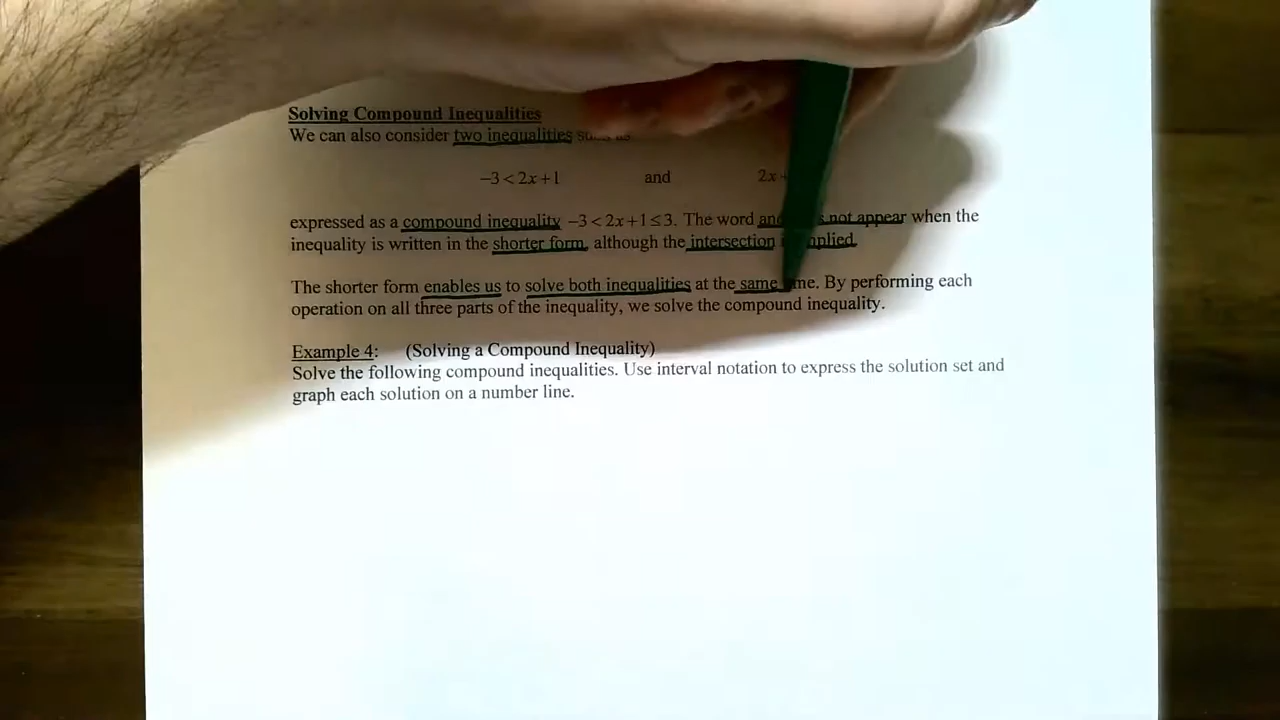 Solving Compound Inequalities
We can also consider two inequalities
−3 < 2x+1 and 2x
expressed as a compound inequality −3 < 2x+1 ≤ 3. The word and not appear when the
inequality is written in the shorter form, although the intersection implied.
The shorter form enables us to solve both inequalities at the same time. By performing each
operation on all three parts of the inequality, we solve the compound inequality.
Example 4: (Solving a Compound Inequality)
Solve the following compound inequalities. Use interval notation to express the solution set and
graph each solution on a number line.